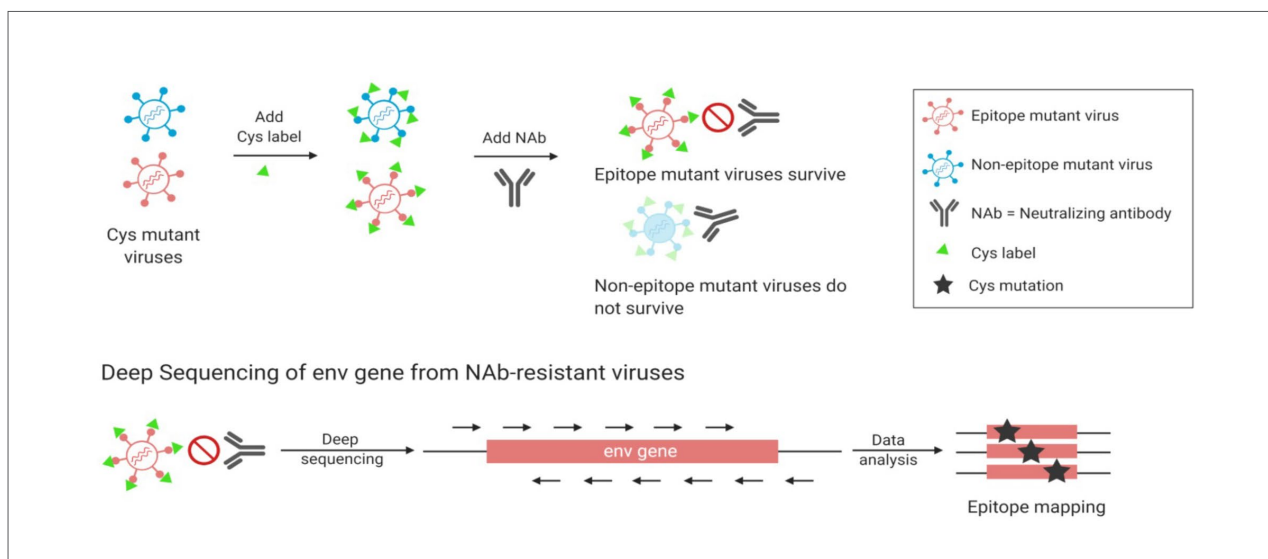 Add
Cys label
Add NAb
Cys mutant
viruses
Epitope mutant viruses survive
Non-epitope mutant viruses do
not survive
Epitope mutant virus
Non-epitope mutant virus
NAb = Neutralizing antibody
Cys label
Cys mutation
Deep Sequencing of env gene from NAb-resistant viruses
Deep
sequencing
env gene
Data
analysis
Epitope mapping